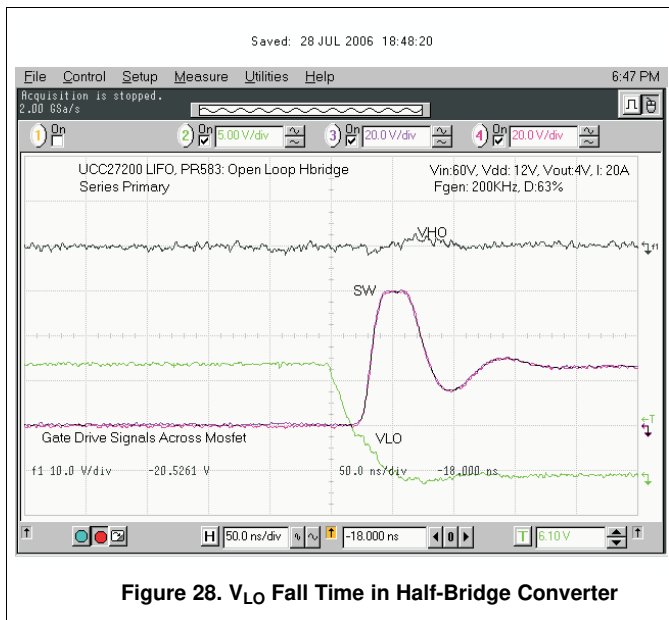 Saved: 28 JUL 2006 18:48:20
File Control Setup Measure Utilities Help 6:47 PM
Acquisition is stopped.
2.00 GSa/s
1 On 2 On 5.00 V/div 3 On 20.0 V/div 4 On 20.0 V/div
UCC27200 LIFO, PR583: Open Loop Hbridge Vin:60V, Vdd: 12V, Vout:4V, I: 20A
Series Primary Fgen: 200KHz, D:63%
VHO
f1
SW
T
Gate Drive Signals Across Mosfet VLO
f1 10.0 V/div -20.5261 V 50.0 ns/div -18.000 ns
H 50.0 ns/div -18.000 ns 0 T 6.10 V
Figure 28. VLO Fall Time in Half-Bridge Converter